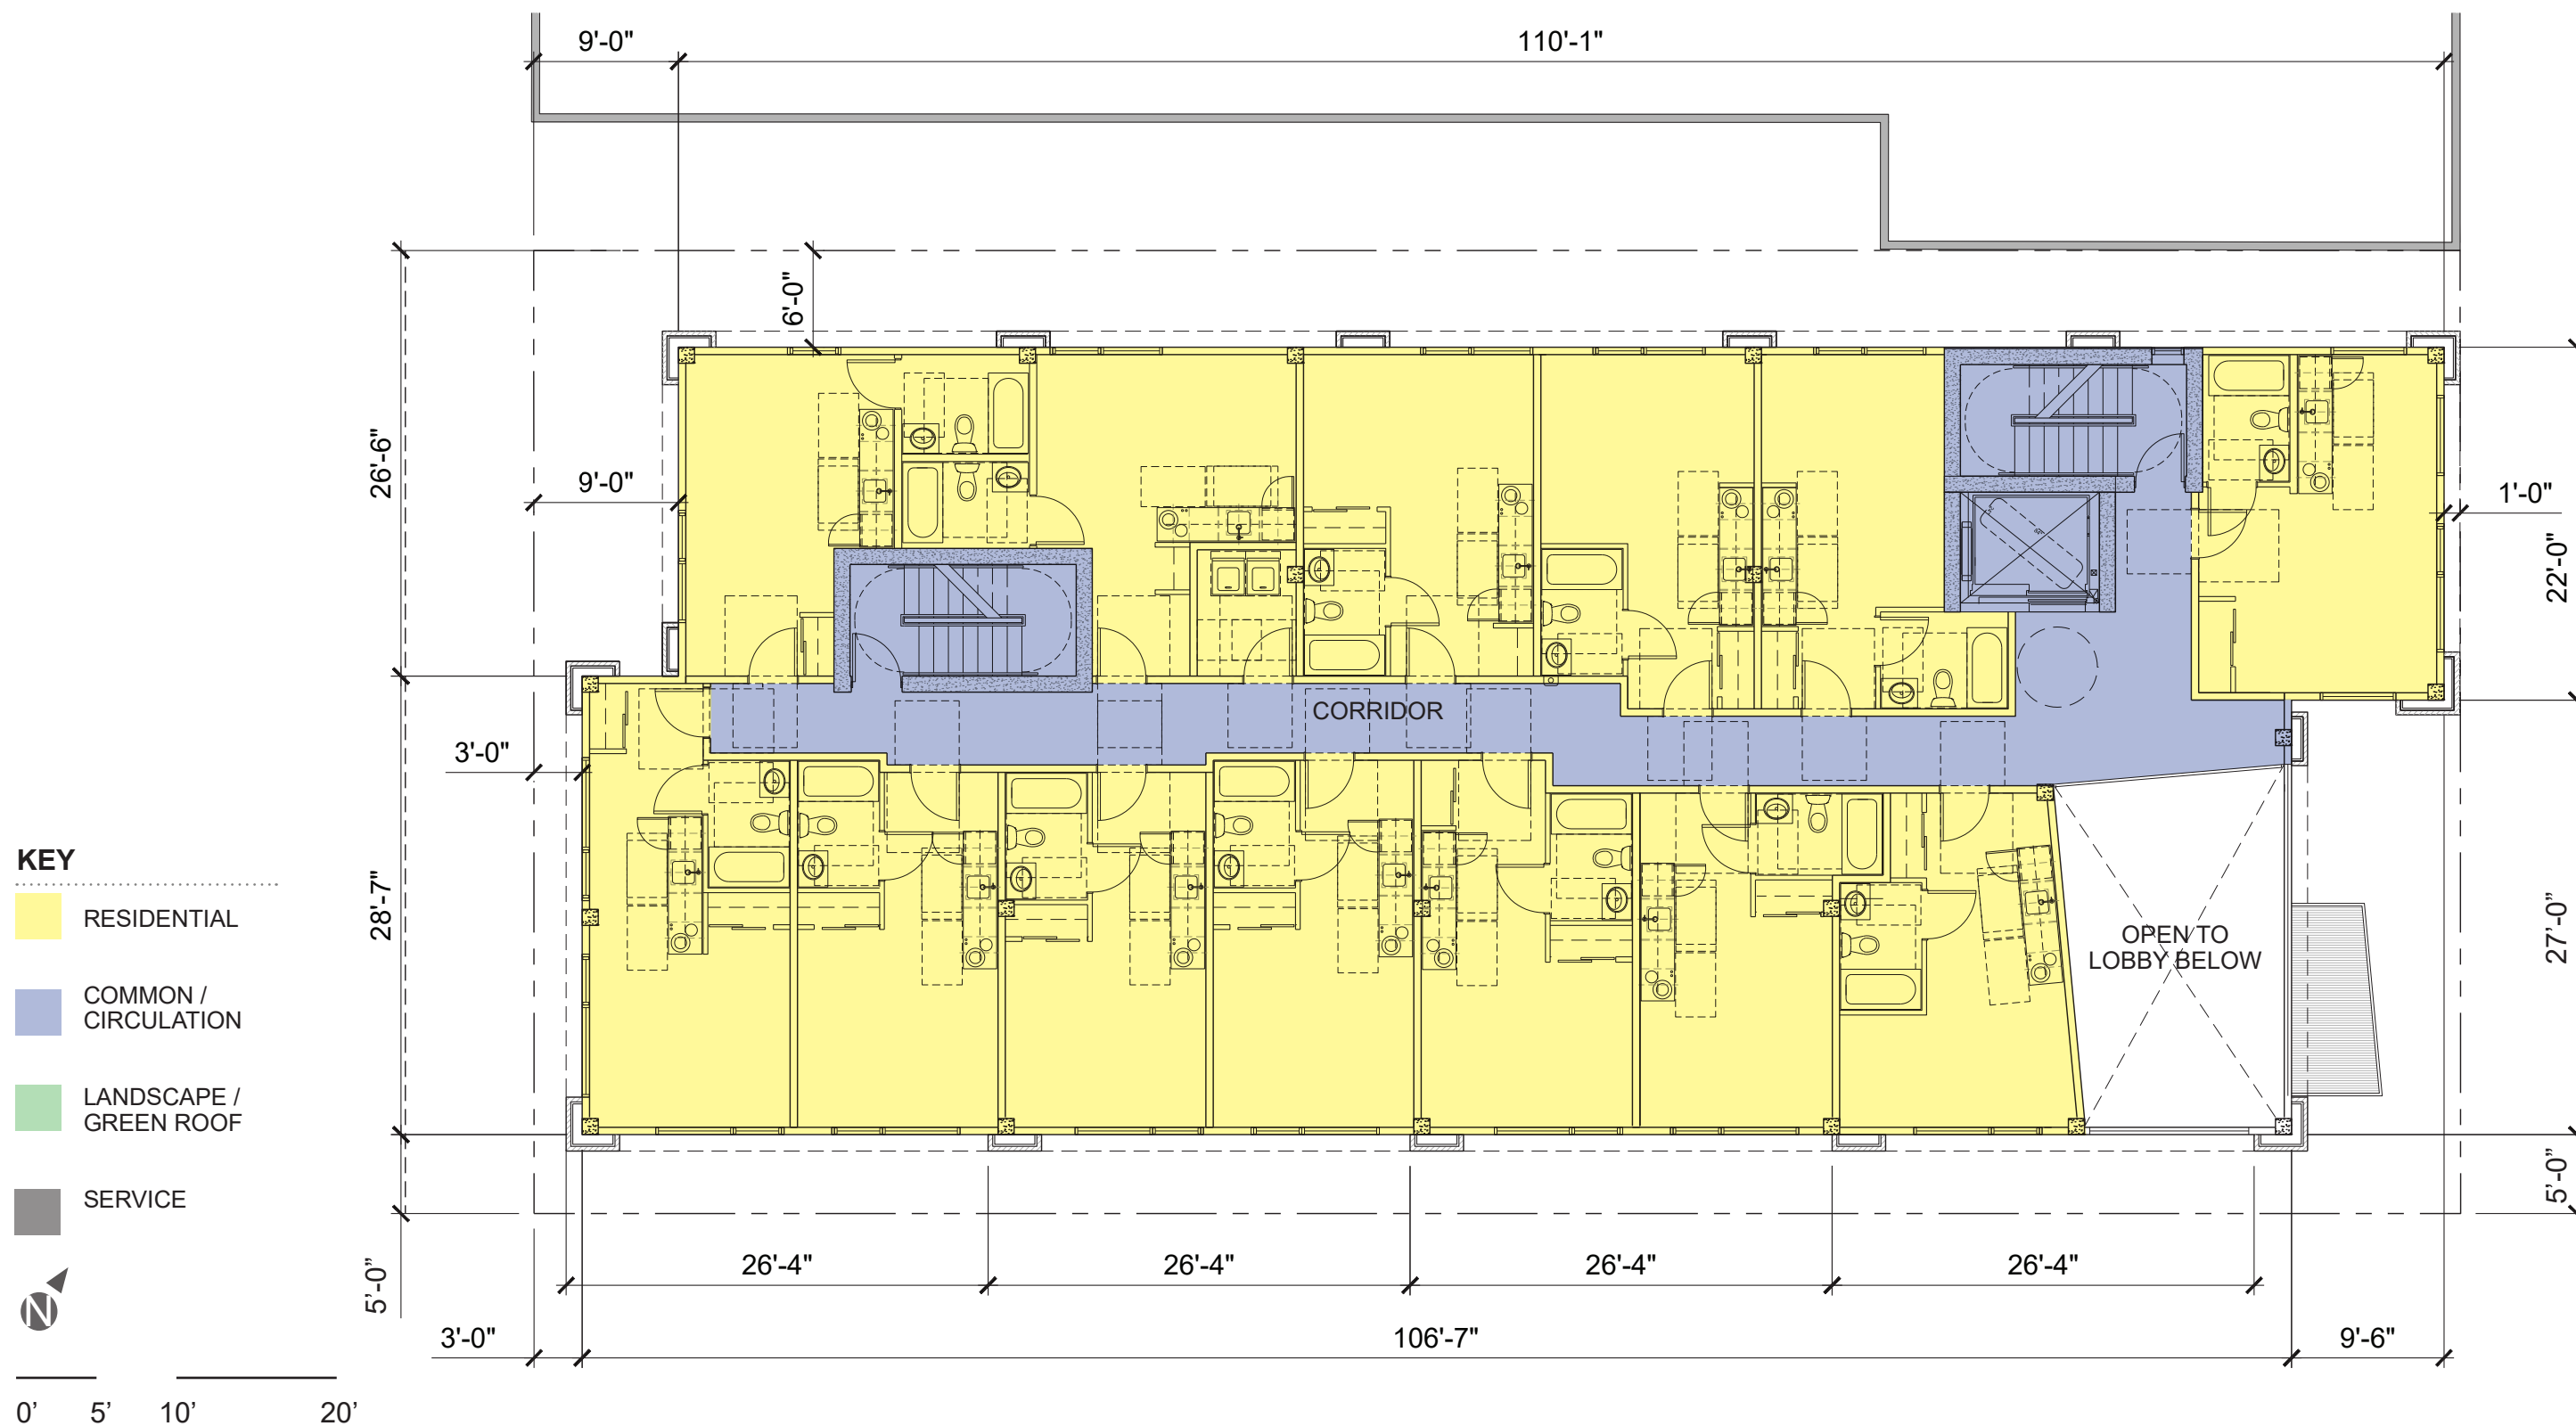 9'-0"
110'-1"
6'-0"
26'-6"
9'-0"
1'-0"
22'-0"
CORRIDOR
3'-0"
28'-7"
OPEN TO
LOBBY BELOW
27'-0"
5'-0"
5'-0"
26'-4"
26'-4"
26'-4"
26'-4"
3'-0"
106'-7"
9'-6"
KEY
RESIDENTIAL
COMMON /
CIRCULATION
LANDSCAPE /
GREEN ROOF
SERVICE
N
0' 5' 10' 20'